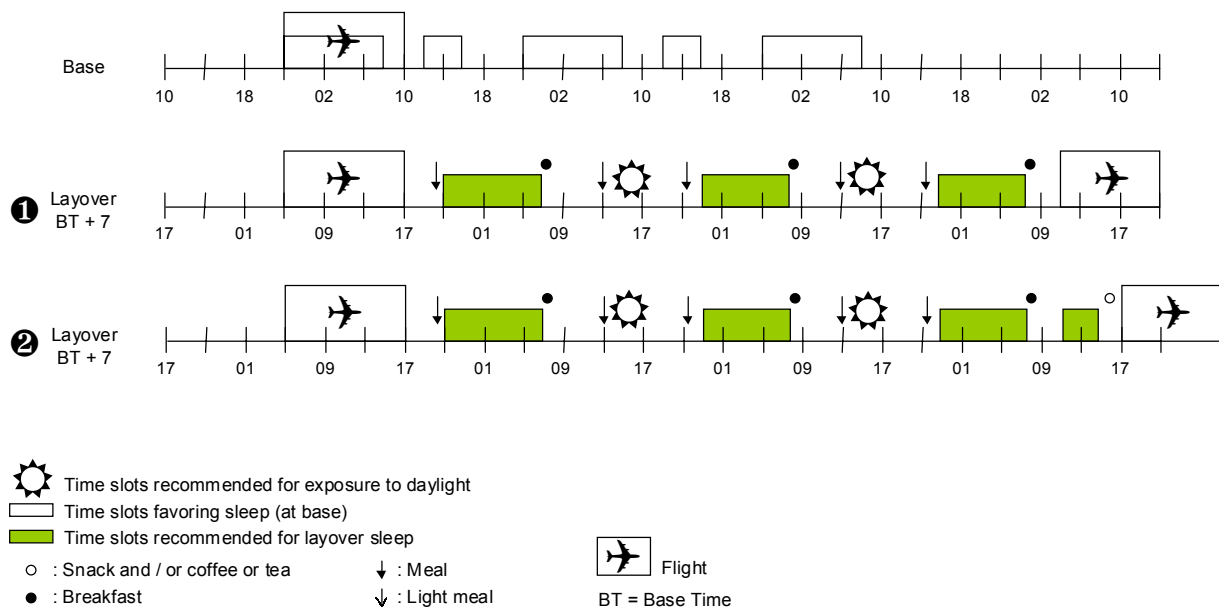 Base
10 18 02 10 18 02 10 18 02 10 18 02 10
❶ Layover
BT + 7
17 01 09 17 01 09 17 01 09 17 01 09 17
❷ Layover
BT + 7
17 01 09 17 01 09 17 01 09 17 01 09 17
Time slots recommended for exposure to daylight
Time slots favoring sleep (at base)
Time slots recommended for layover sleep
: Snack and / or coffee or tea
: Meal
Flight
: Breakfast
: Light meal
BT = Base Time